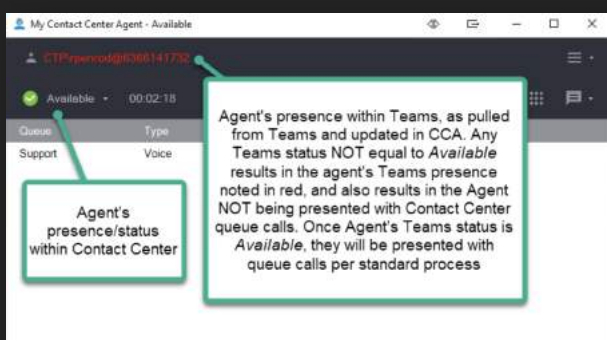 My Contact Center Agent - Available
CTP\rpenrod@6366141732
Available
00:02:18
Queue
Type
Support
Voice
Agent's
presence/status
within Contact Center
Agent's presence within Teams, as pulled
from Teams and updated in CCA. Any
Teams status NOT equal to Available
results in the agent's Teams presence
noted in red, and also results in the Agent
NOT being presented with Contact Center
queue calls. Once Agent's Teams status is
Available, they will be presented with
queue calls per standard process